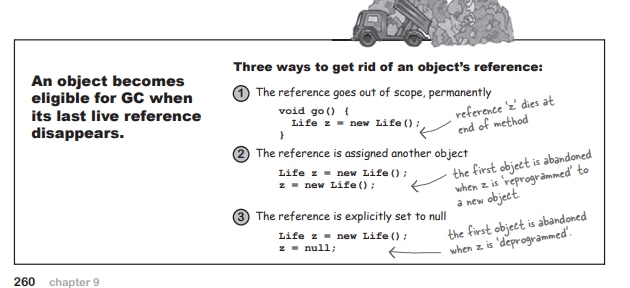 An object becomes
eligible for GC when
its last live reference
disappears.
Three ways to get rid of an object's reference:
1 The reference goes out of scope, permanently
void go() {
Life z = new Life();
}
reference 'z' dies at
end of method
2 The reference is assigned another object
Life z = new Life();
z = new Life();
the first object is abandoned
when z is 'reprogrammed' to
a new object.
3 The reference is explicitly set to null
Life z = new Life();
z = null;
the first object is abandoned
when z is 'deprogrammed'.
260 chapter 9